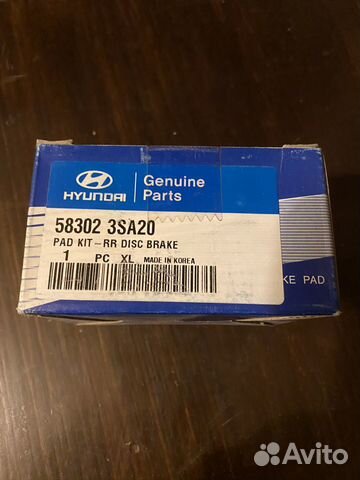 HYUNDAI
Genuine
Parts
58302 3SA20
PAD KIT-RR DISC BRAKE
1 PC XL MADE IN KOREA
KE PAD
Avito